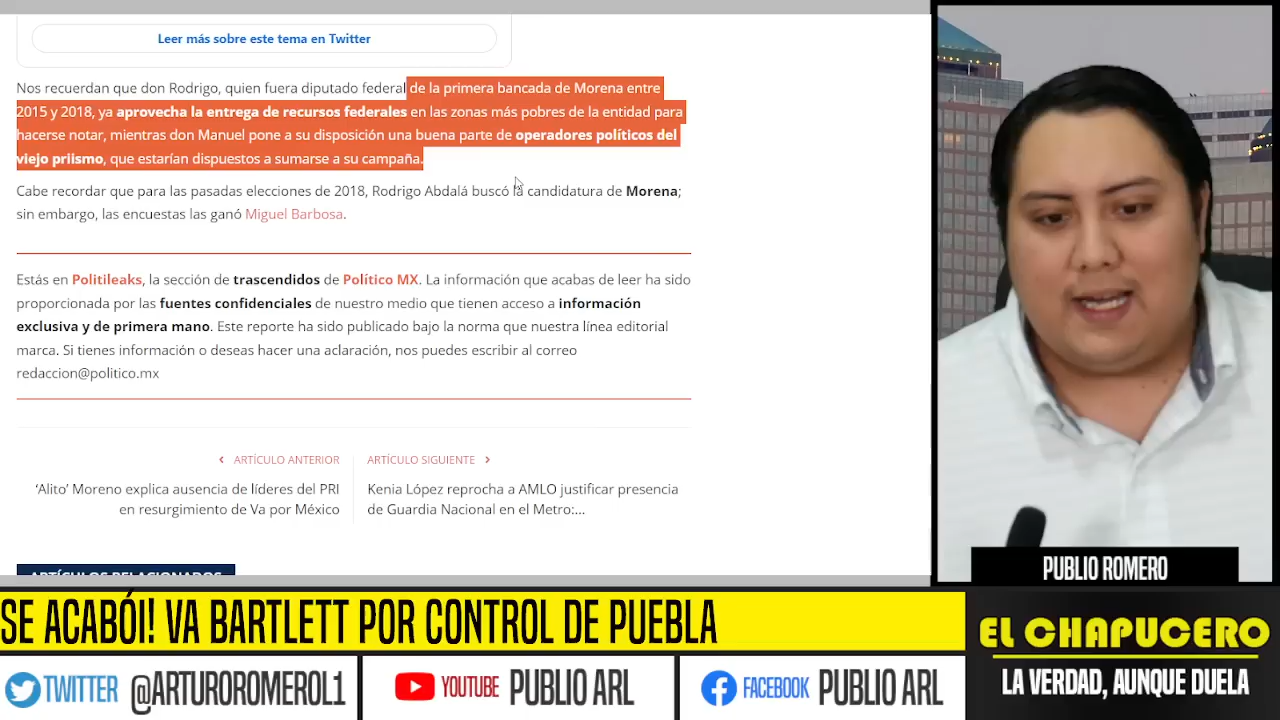 Leer más sobre este tema en Twitter
Nos recuerdan que don Rodrigo, quien fuera diputado federal de la primera bancada de Morena entre
2015 y 2018, ya aprovecha la entrega de recursos federales en las zonas más pobres de la entidad para
hacerse notar, mientras don Manuel pone a su disposición una buena parte de operadores políticos del
viejo priismo, que estarían dispuestos a sumarse a su campaña.
Cabe recordar que para las pasadas elecciones de 2018, Rodrigo Abdalá buscó la candidatura de Morena;
sin embargo, las encuestas las ganó Miguel Barbosa.
Estás en Politileaks, la sección de trascendidos de Político MX. La información que acabas de leer ha sido
proporcionada por las fuentes confidenciales de nuestro medio que tienen acceso a información
exclusiva y de primera mano. Este reporte ha sido publicado bajo la norma que nuestra línea editorial
marca. Si tienes información o deseas hacer una aclaración, nos puedes escribir al correo
redaccion@politico.mx
ARTÍCULO ANTERIOR
‘Alito’ Moreno explica ausencia de líderes del PRI
en resurgimiento de Va por México
ARTÍCULO SIGUIENTE
Kenia López reprocha a AMLO justificar presencia
de Guardia Nacional en el Metro:...
ARTÍCULOS RELACIONADOS
PUBLIO ROMERO
SE ACABÓI! VA BARTLETT POR CONTROL DE PUEBLA
EL CHAPUCERO
LA VERDAD, AUNQUE DUELA
TWITTER @ARTUROROMEROL1
YOUTUBE PUBLIO ARL
FACEBOOK PUBLIO ARL